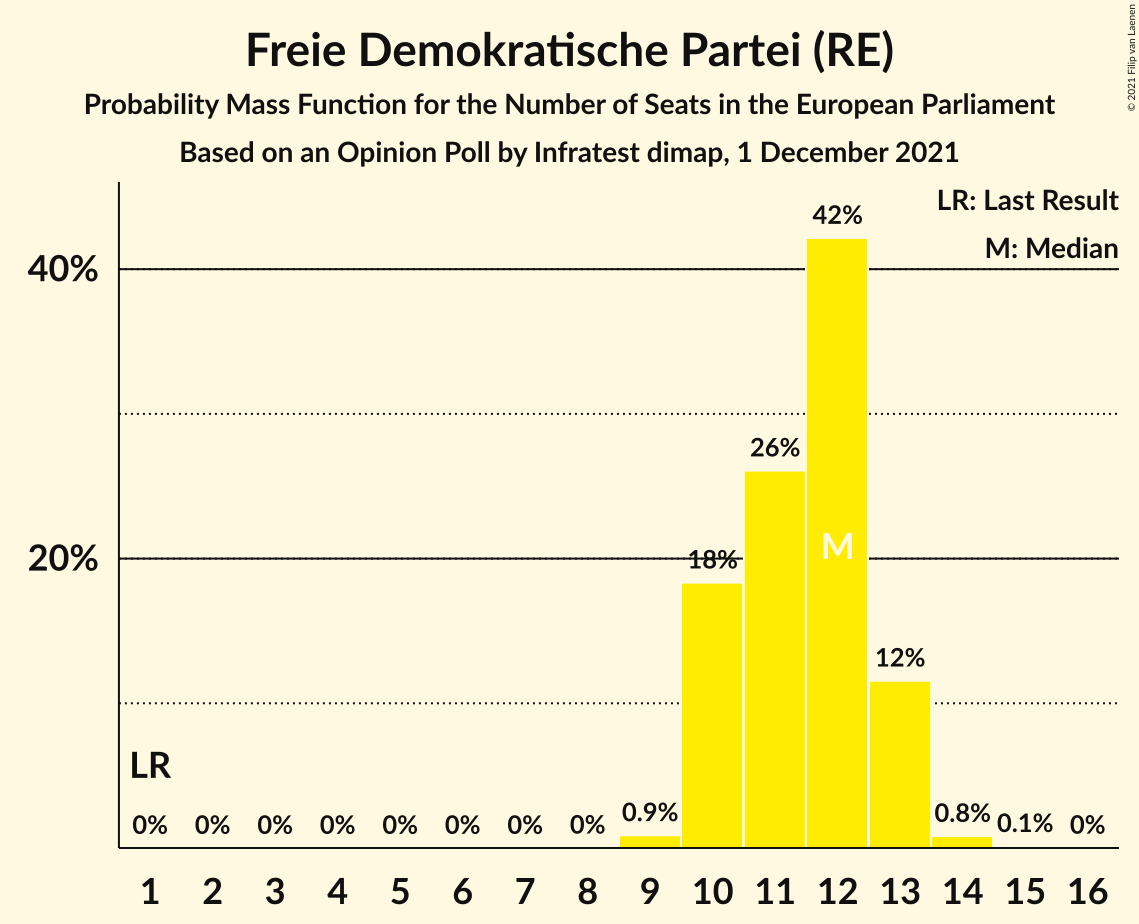 Freie Demokratische Partei (RE)
Probability Mass Function for the Number of Seats in the European Parliament
Based on an Opinion Poll by Infratest dimap, 1 December 2021
© 2021 Filip van Laenen
LR: Last Result
M: Median
42%
40%
26%
M
20%
18%
12%
LR
0% 0% 0% 0% 0% 0% 0% 0% 0.9% 0.8% 0.1% 0%
1 2 3 4 5 6 7 8 9 10 11 12 13 14 15 16